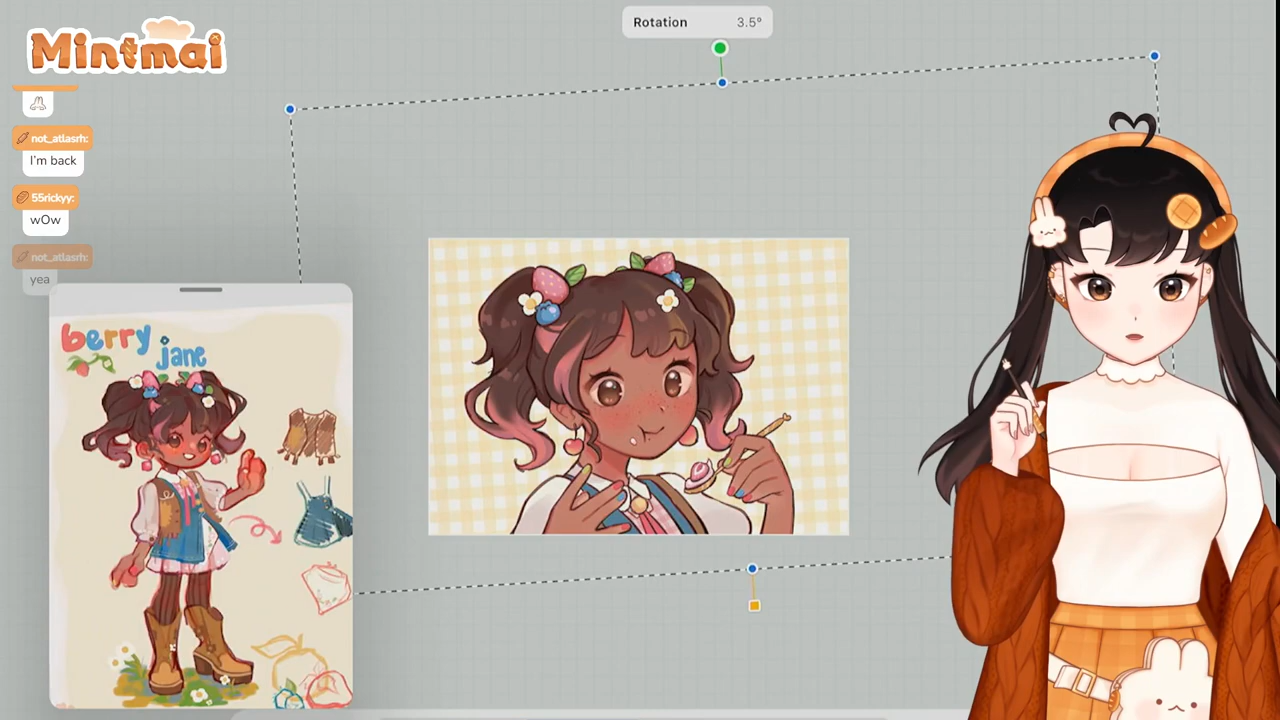 Rotation 3.5°
Mintmai
not_atlasrh:
I'm back
55rickyy:
wOw
not_atlasrh:
yea
berry
jane